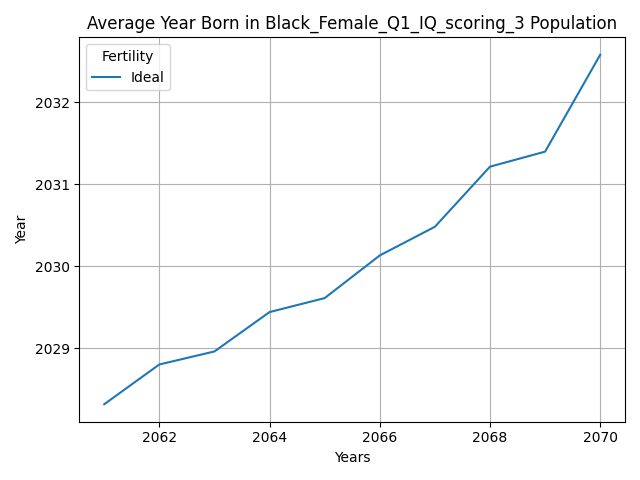 Average Year Born in Black_Female_Q1_IQ_scoring_3 Population
Fertility
Ideal
Year
2032
2031
2030
2029
2062 2064 2066 2068 2070
Years